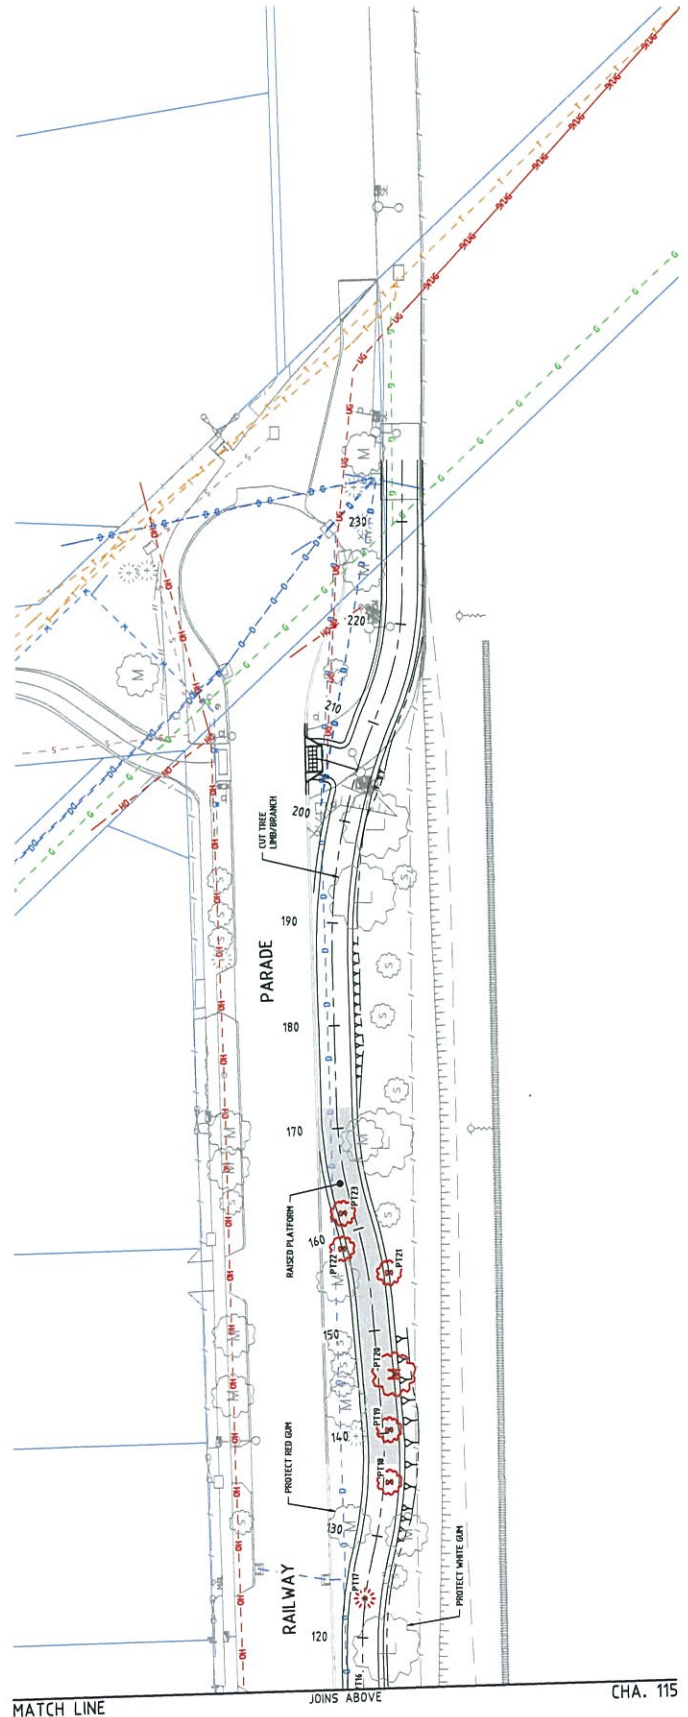 M
230
220
210
200
CUT TREE
LIMB/BRANCH
190
PARADE
180
170
RAISED PLATFORM
PT23
160
PT22
PT21
150
PT20
PT19
140
PT18
PROTECT RED GUM
130
PROTECT WHITE GUM
PT17
RAILWAY
120
PT16
MATCH LINE
JOINS ABOVE
CHA. 115